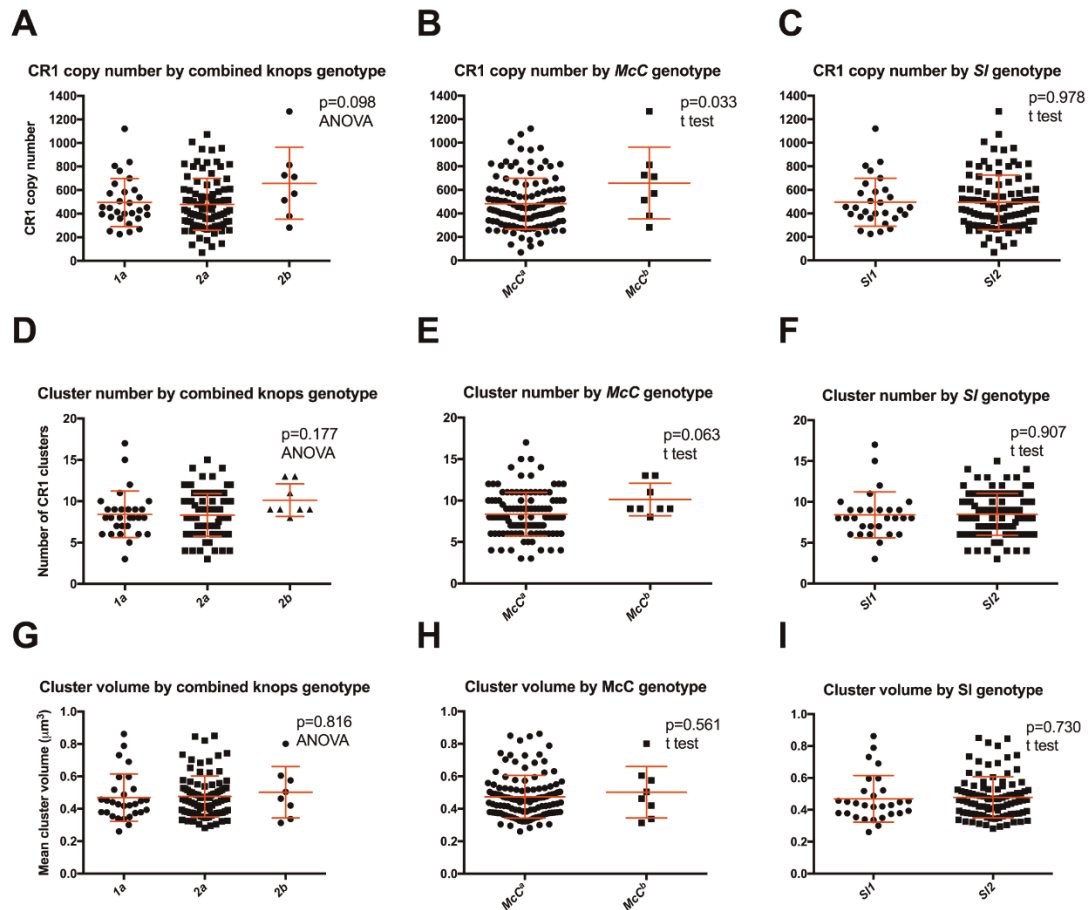 A
B
C
CR1 copy number by combined knops genotype
CR1 copy number by McC genotype
CR1 copy number by Sl genotype
CR1 copy number
1400
1200
1000
800
600
400
200
0
p=0.098
ANOVA
1a
2a
2b
1400
1200
1000
800
600
400
200
0
p=0.033
t test
McCᵃ
McCᵇ
1400
1200
1000
800
600
400
200
0
p=0.978
t test
Sl1
Sl2
D
E
F
Cluster number by combined knops genotype
Cluster number by McC genotype
Cluster number by Sl genotype
Number of CR1 clusters
20
15
10
5
0
p=0.177
ANOVA
1a
2a
2b
20
15
10
5
0
p=0.063
t test
McCᵃ
McCᵇ
20
15
10
5
0
p=0.907
t test
Sl1
Sl2
G
H
I
Cluster volume by combined knops genotype
Cluster volume by McC genotype
Cluster volume by Sl genotype
Mean cluster volume (μm³)
1.0
0.8
0.6
0.4
0.2
0.0
p=0.816
ANOVA
1a
2a
2b
1.0
0.8
0.6
0.4
0.2
0.0
p=0.561
t test
McCᵃ
McCᵇ
1.0
0.8
0.6
0.4
0.2
0.0
p=0.730
t test
Sl1
Sl2